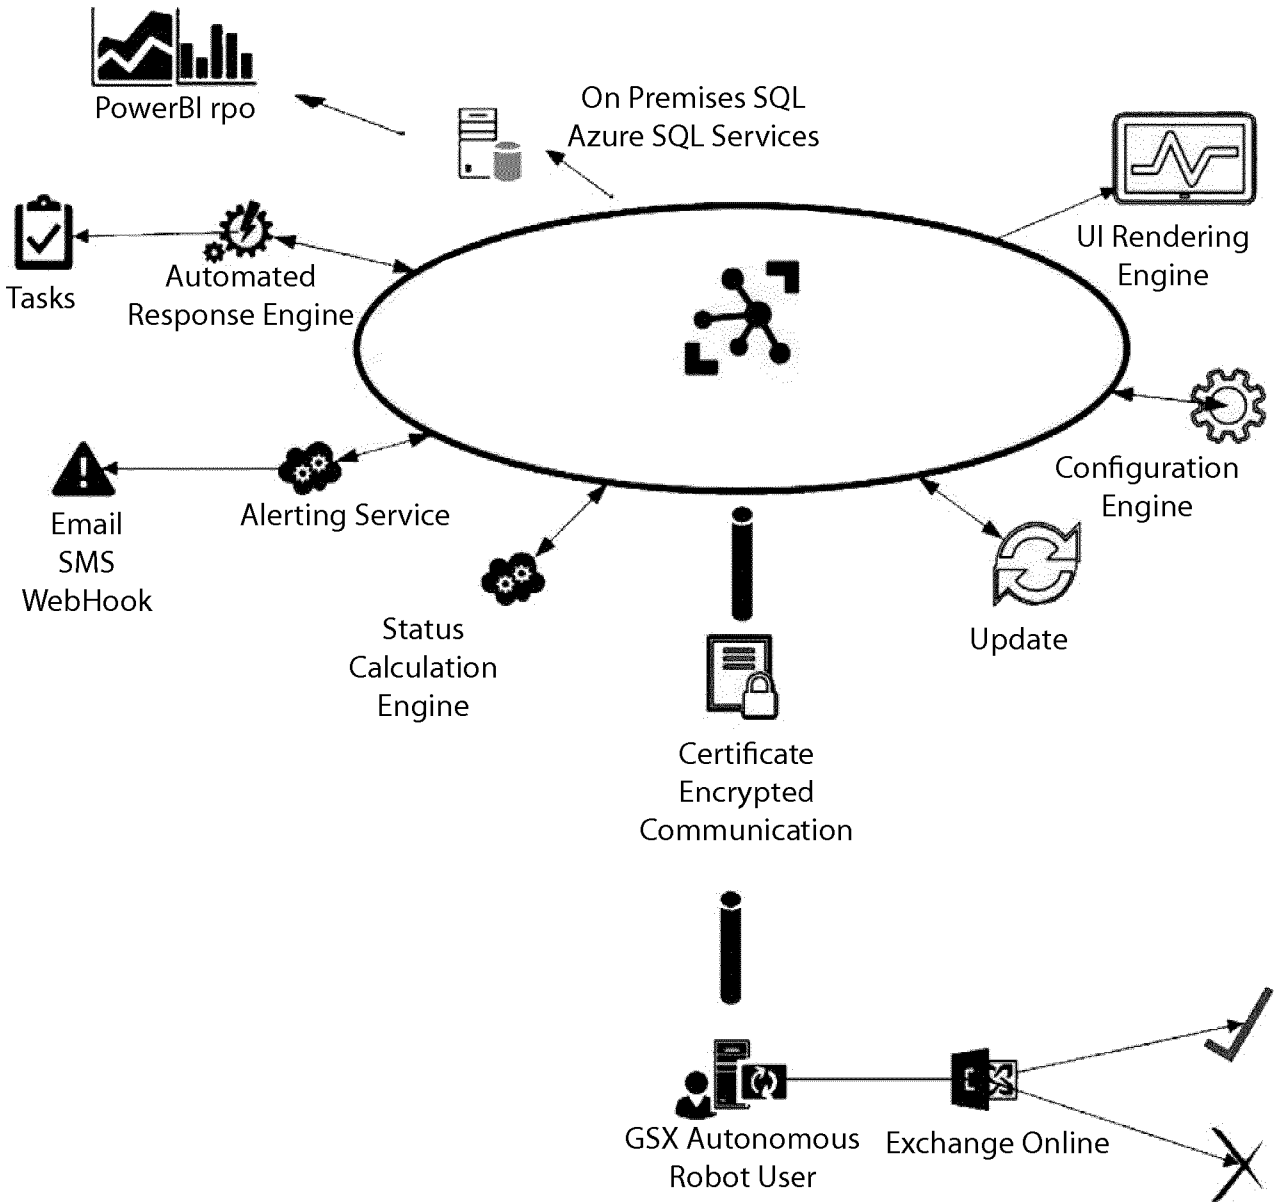 PowerBI rpo
On Premises SQL
Azure SQL Services
UI Rendering
Engine
Tasks
Automated
Response Engine
Configuration
Engine
Email
SMS
WebHook
Alerting Service
Status
Calculation
Engine
Update
Certificate
Encrypted
Communication
GSX Autonomous
Robot User
Exchange Online